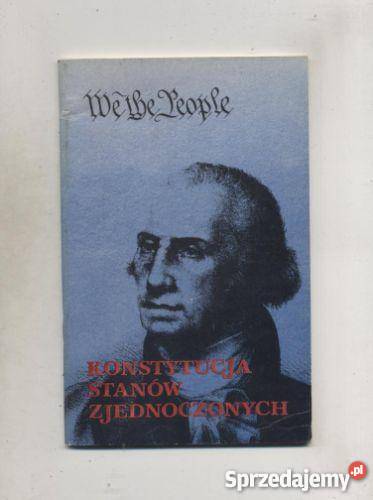 We the People
KONSTYTUCJA
STANÓW
ZJEDNOCZONYCH
Sprzedajemy.pl